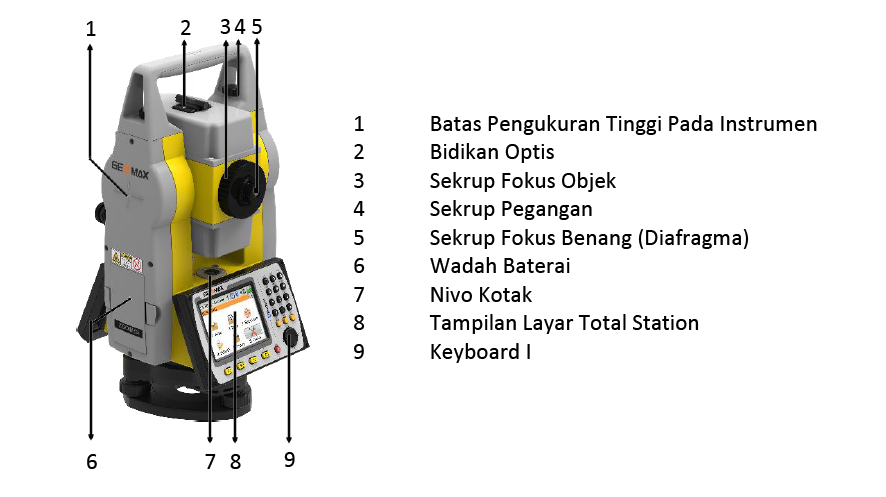 1
2
3
4
5
GEOMAX
6
7
8
9
1 Batas Pengukuran Tinggi Pada Instrumen
2 Bidikan Optis
3 Sekrup Fokus Objek
4 Sekrup Pegangan
5 Sekrup Fokus Benang (Diafragma)
6 Wadah Baterai
7 Nivo Kotak
8 Tampilan Layar Total Station
9 Keyboard I